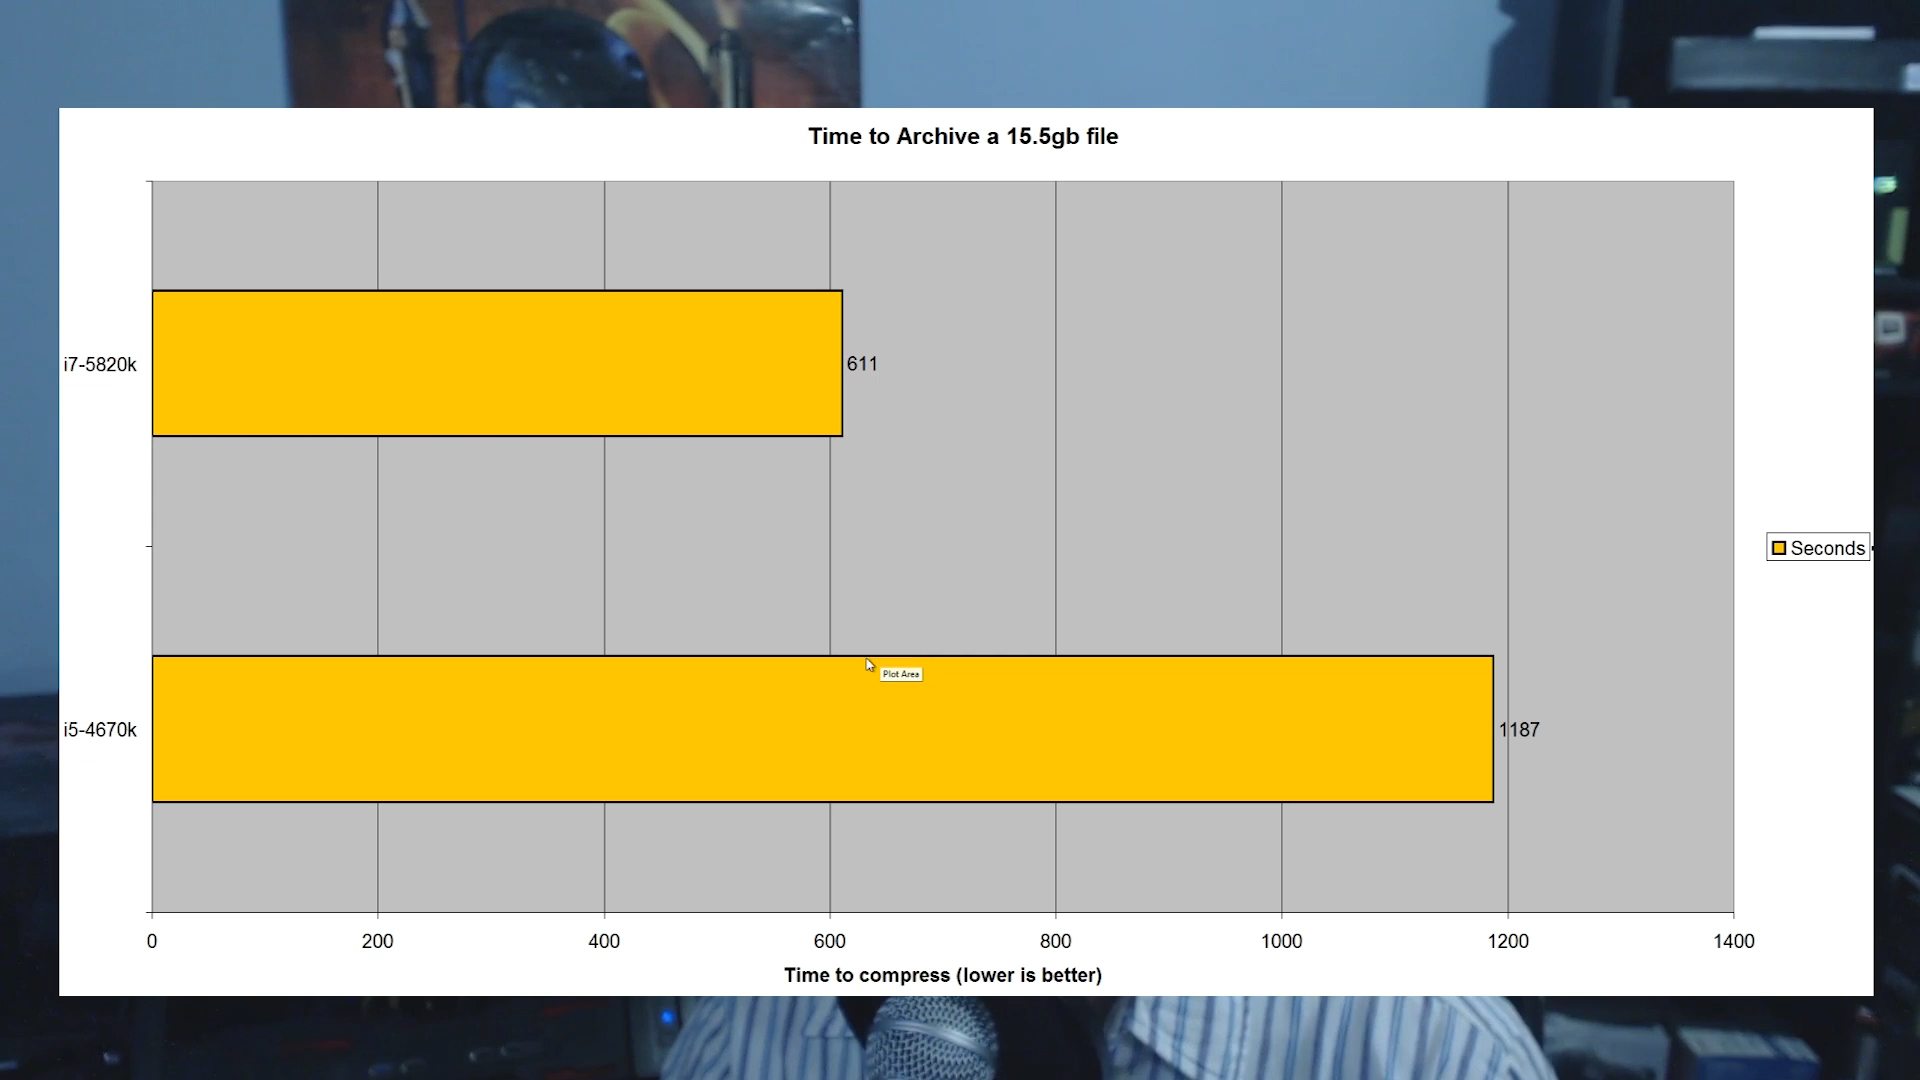 Time to Archive a 15.5gb file
i7-5820k
611
Seconds
Plot Area
i5-4670k
1187
0 200 400 600 800 1000 1200 1400
Time to compress (lower is better)